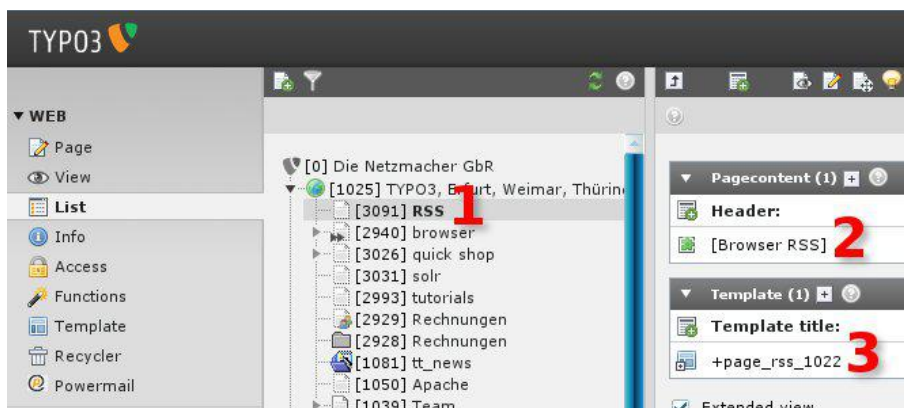 TYPO3
WEB
Page
View
List
Info
Access
Functions
Template
Recycler
Powermail
[0] Die Netzmacher GbR
[1025] TYPO3, Erfurt, Weimar, Thürin
[3091] RSS 1
[2940] browser
[3026] quick shop
[3031] solr
[2993] tutorials
[2929] Rechnungen
[2928] Rechnungen
[1081] tt_news
[1050] Apache
[1039] Team
Pagecontent (1)
Header:
[Browser RSS] 2
Template (1)
Template title:
+page_rss_1022 3
Extended view